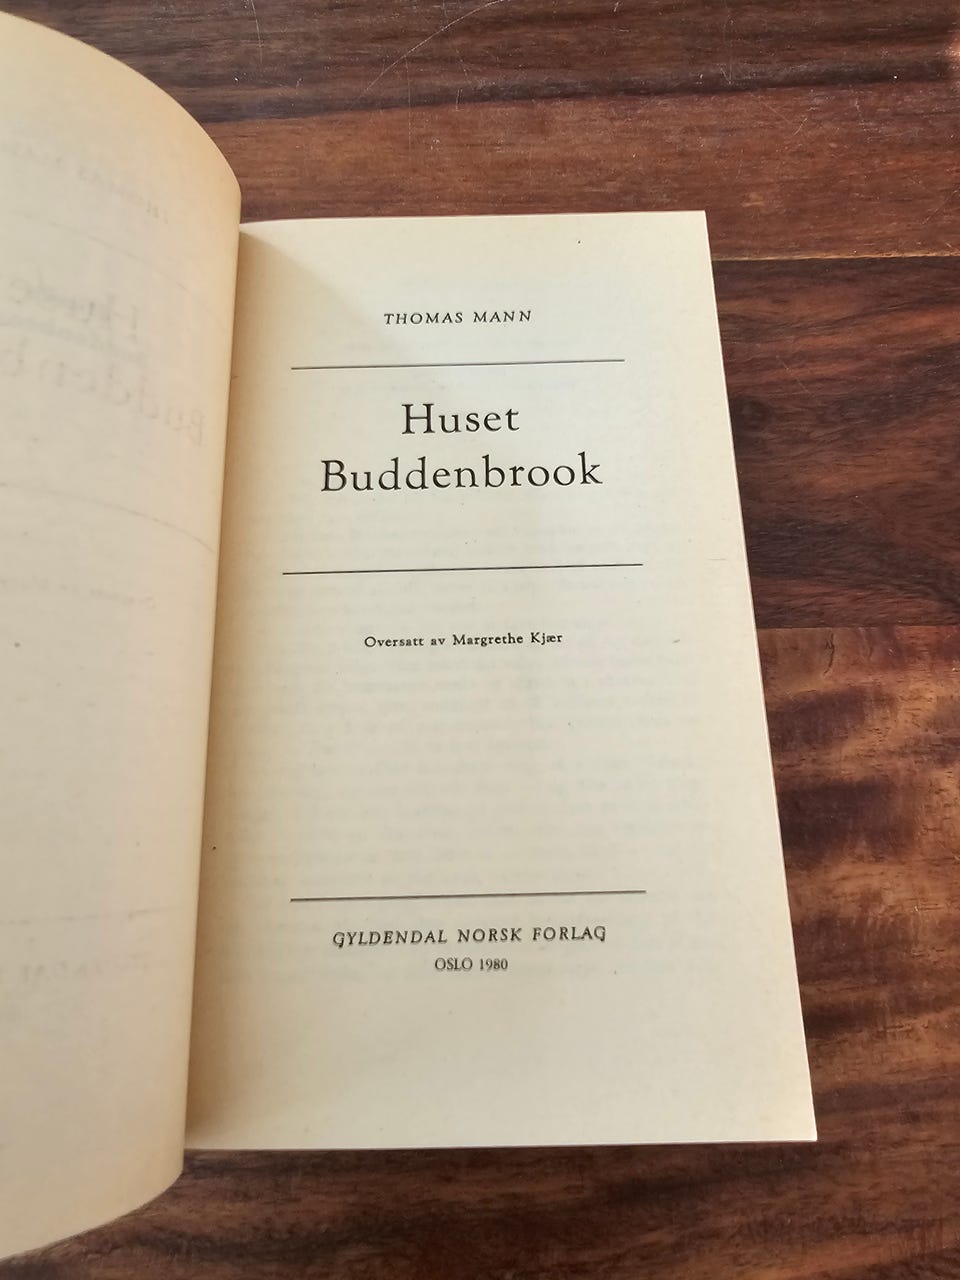 THOMAS MANN
Huset
Buddenbrook
Oversatt av Margrethe Kjær
GYLDENDAL NORSK FORLAG
OSLO 1980